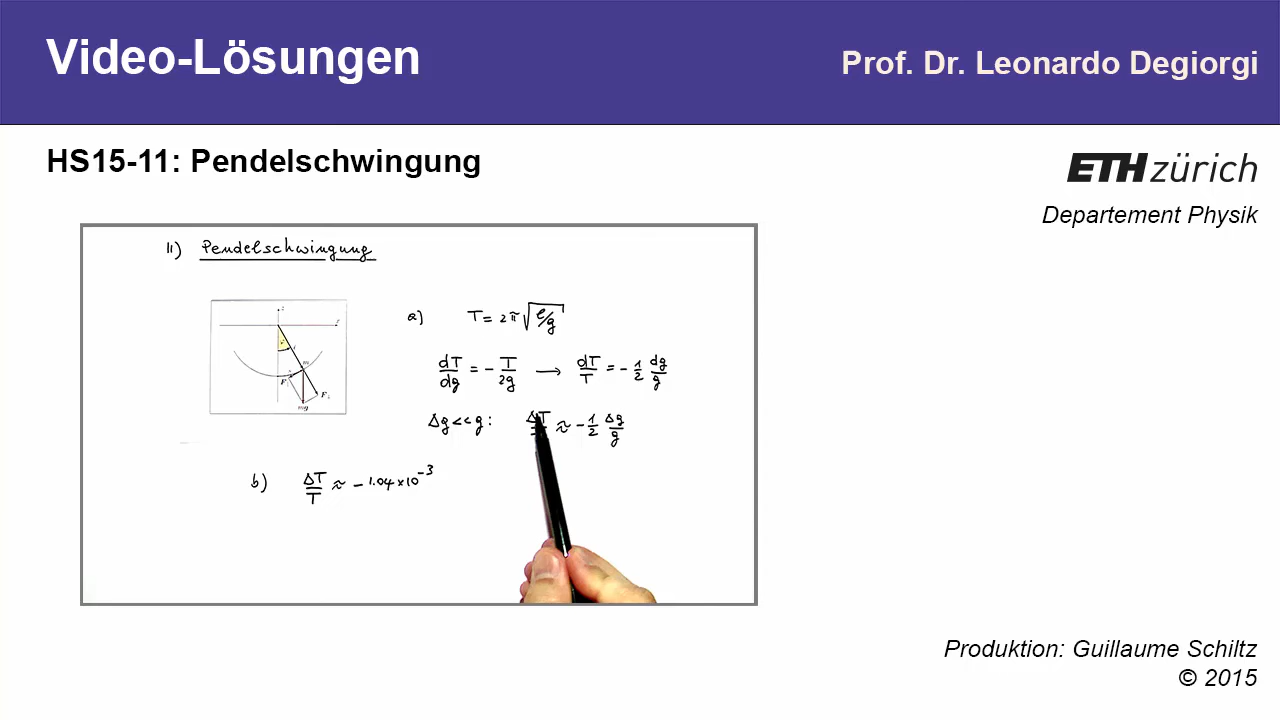 Video-Lösungen
Prof. Dr. Leonardo Degiorgi
HS15-11: Pendelschwingung
ETH zürich
Departement Physik
11) Pendelschwingung
a) T = 2π √l/g
dT/dg = - T/2g → dT/T = - 1/2 dg/g
Δg << g: ΔT ≈ - 1/2 Δg/g
b) ΔT/T ≈ - 1.04 × 10^-3
m
mg
Produktion: Guillaume Schiltz
© 2015